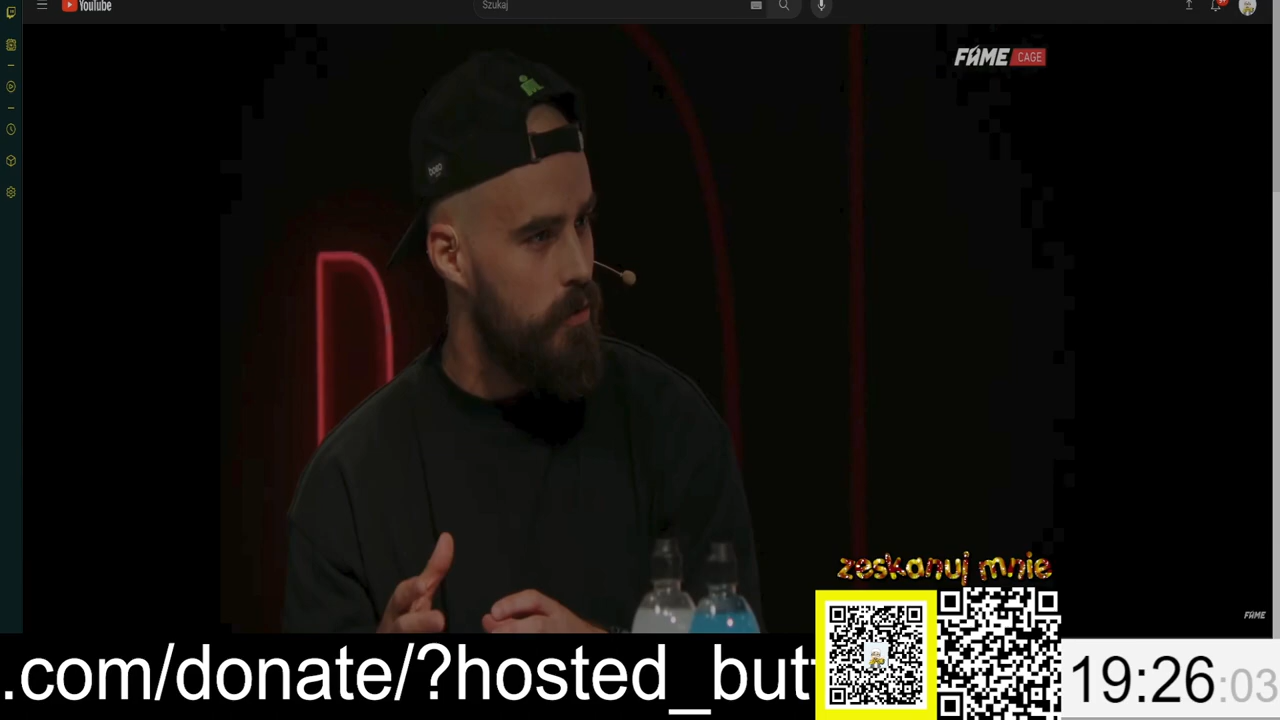 YouTube
Szukaj
FAME CAGE
zeskanuj mnie
FAME
.com/donate/?hosted_but
19:26:03